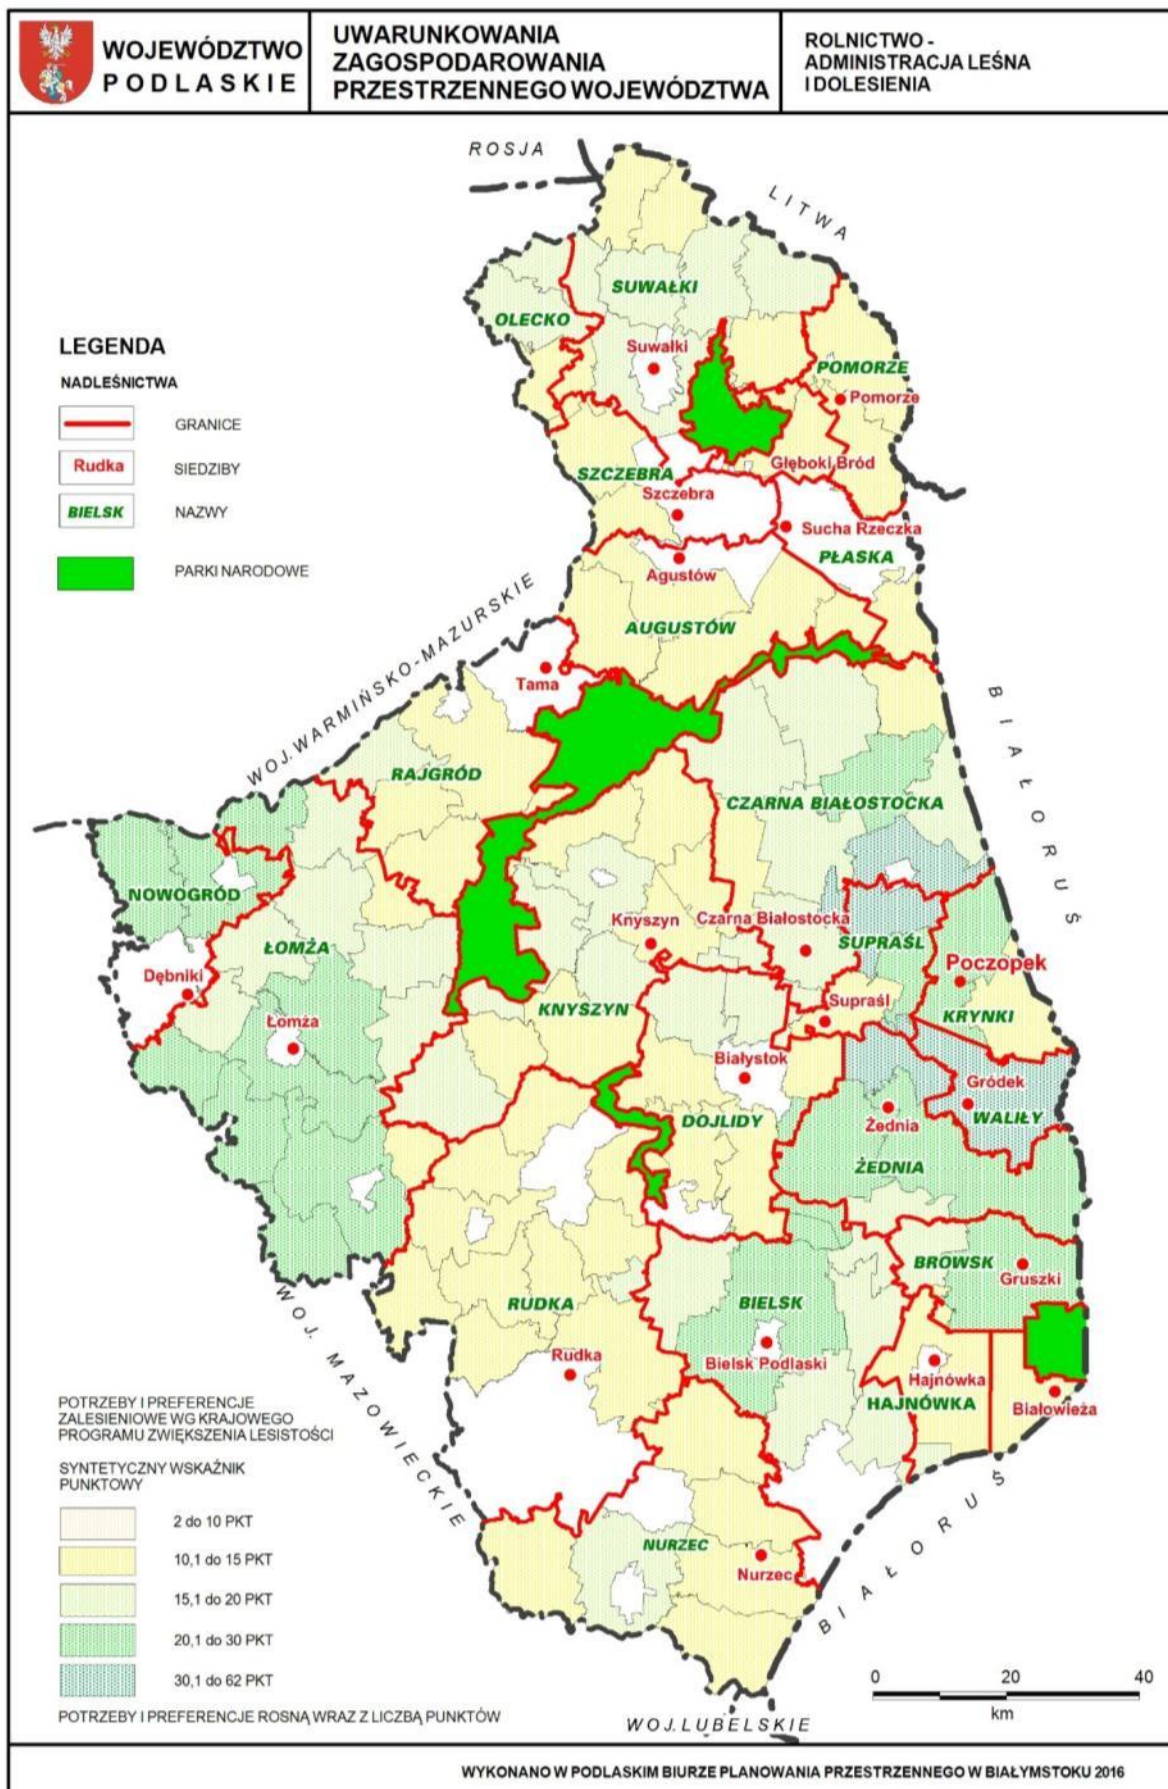 WOJEWÓDZTWO
PODLASKIE
UWARUNKOWANIA
ZAGOSPODAROWANIA
PRZESTRZENNEGO WOJEWÓDZTWA
ROLNICTWO -
ADMINISTRACJA LEŚNA
I DOLESIENIA
ROSJA
LITWA
SUWAŁKI
OLECKO
Suwałki
LEGENDA
NADLEŚNICTWA
GRANICE
Rudka
SIEDZIBY
BIELSK
NAZWY
PARKI NARODOWE
POMORZE
Pomorze
SZCZEBRA
Głęboki Bród
Szczebra
Sucha Rzeczka
PŁASKA
Agustów
AUGUSTÓW
WOJ. WARMIŃSKO-MAZURSKIE
Tama
BIAŁORUŚ
RAJGRÓD
CZARNA BIAŁOSTOCKA
NOWOGRÓD
ŁOMŻA
Knyszyn
Czarna Białostocka
SUPRAŚL
Poczopek
Dębniki
KNYSZYN
Supraśl
KRYNKI
Łomża
Białystok
Gródek
DOJLIDY
Żednia
WALIŁY
ŻEDNIA
BROWSK
Gruszki
RUDKA
BIELSK
Rudka
Bielsk Podlaski
Hajnówka
HAJNÓWKA
Białowieża
WOJ. MAZOWIECKIE
NURZEC
Nurzec
BIAŁORUŚ
POTRZEBY I PREFERENCJE
ZALESIENIOWE WG KRAJOWEGO
PROGRAMU ZWIĘKSZENIA LESISTOŚCI
SYNTETYCZNY WSKAŹNIK
PUNKTOWY
2 do 10 PKT
10,1 do 15 PKT
15,1 do 20 PKT
20,1 do 30 PKT
30,1 do 62 PKT
POTRZEBY I PREFERENCJE ROSNĄ WRAZ Z LICZBĄ PUNKTÓW
0 20 40
km
WOJ.LUBELSKIE
WYKONANO W PODLASKIM BIURZE PLANOWANIA PRZESTRZENNEGO W BIAŁYMSTOKU 2016